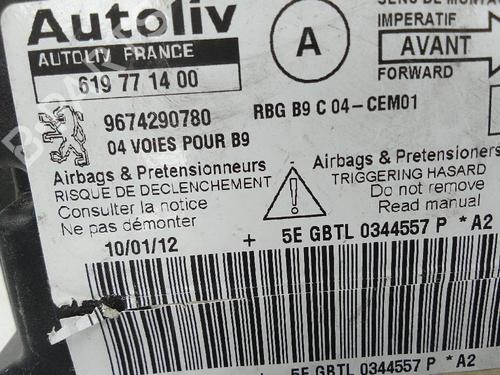 Autoliv
AUTOLIV FRANCE
619 77 14 00
A
SENS DE
IMPERATIF
AVANT
FORWARD
9674290780
RBG B9 C 04-CEM01
04 VOIES POUR B9
Airbags & Pretensionneurs
RISQUE DE DECLENCHEMENT
Consulter la notice
Ne pas démonter
Airbags & Pretensioners
TRIGGERING HASARD
Do not remove
Read manual
10/01/12
+ 5E GBTL 0344557 P *A2
+ 5E GBTL 0344557 P *A2